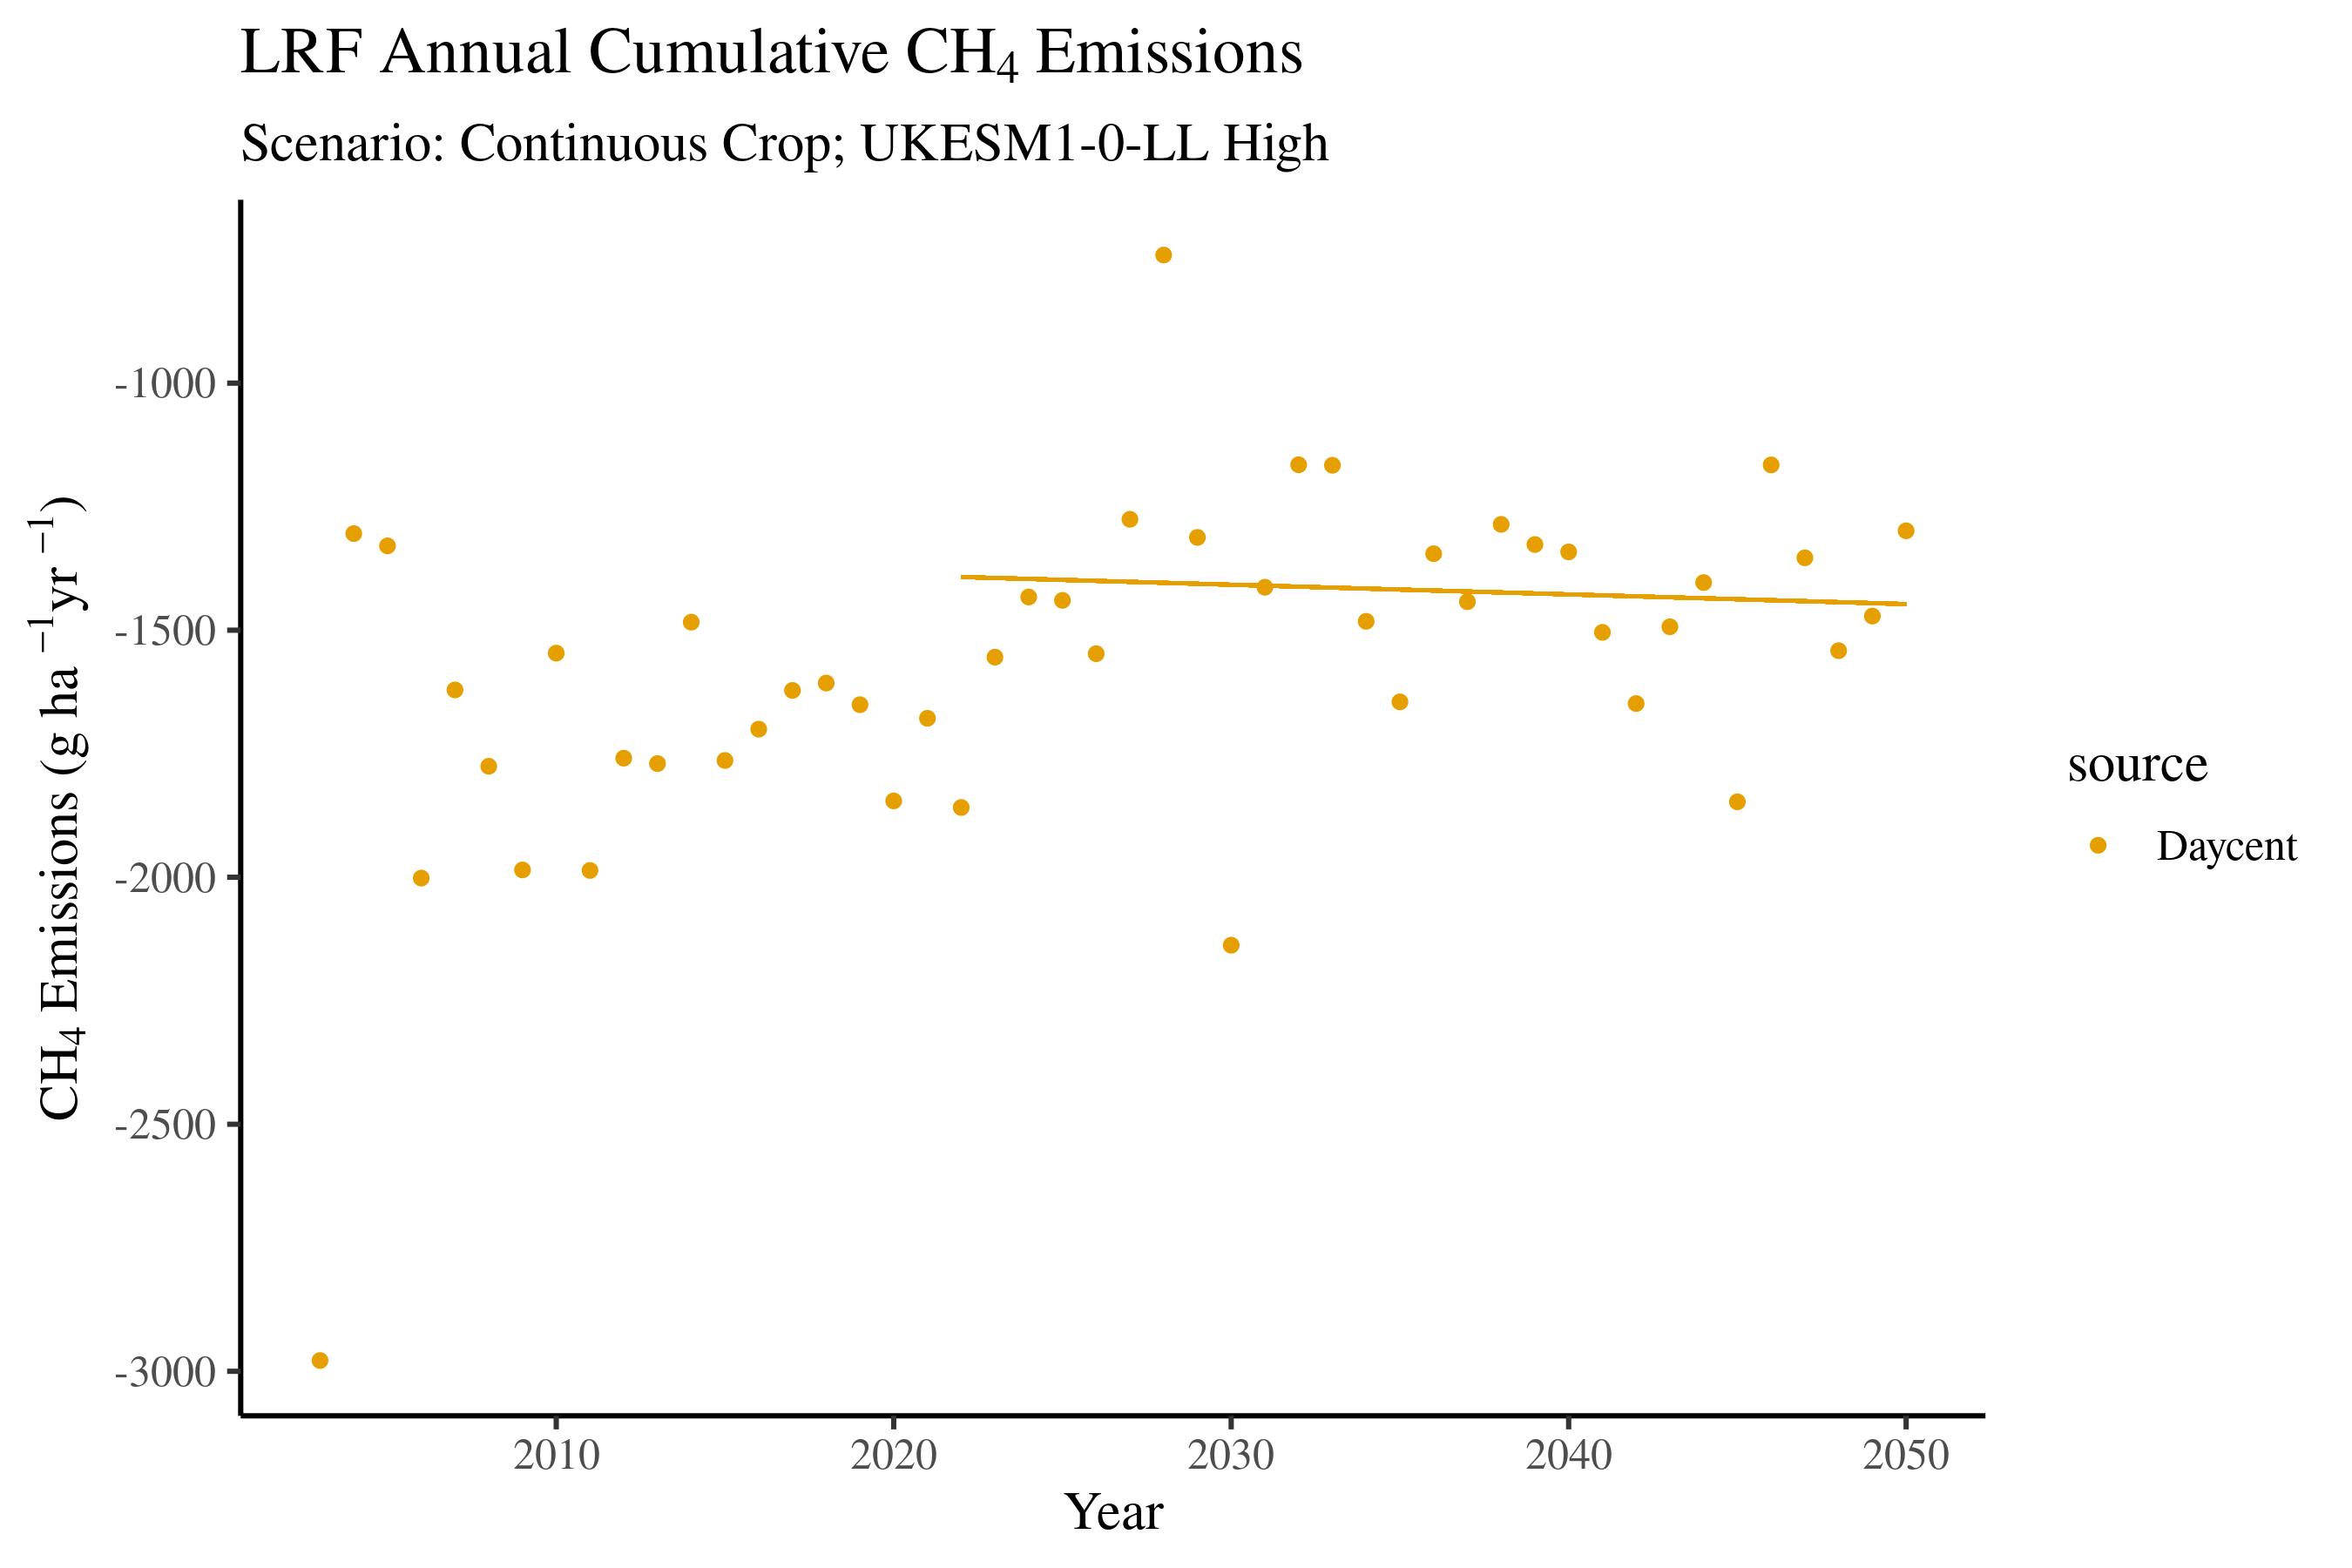 LRF Annual Cumulative CH₄ Emissions
Scenario: Continuous Crop; UKESM1-0-LL High
CH₄ Emissions (g ha ⁻¹yr ⁻¹)
-1000
-1500
-2000
-2500
-3000
2010 2020 2030 2040 2050
Year
source
Daycent